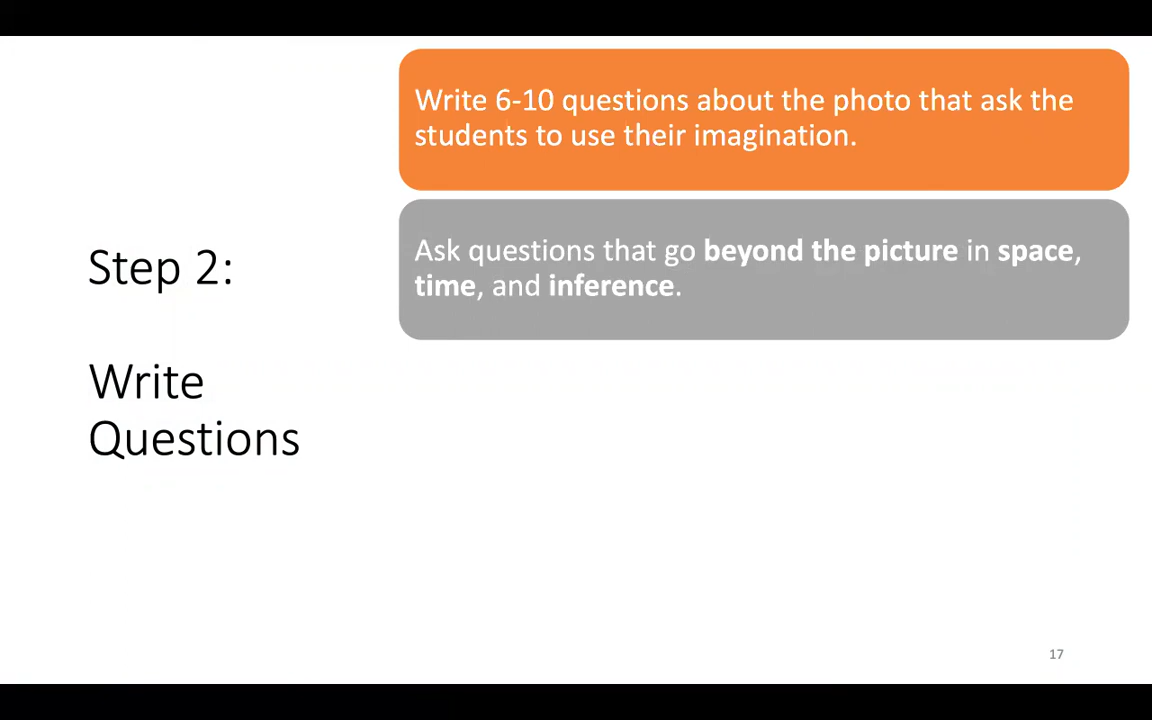 Step 2:
Write
Questions
Write 6-10 questions about the photo that ask the
students to use their imagination.
Ask questions that go beyond the picture in space,
time, and inference.
17